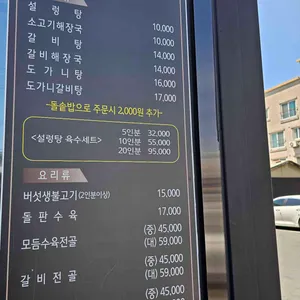 설 렁 탕
소고기해장국 10,000
갈 비 탕 14,000
갈비해장국 14,000
도 가 니 탕 16,000
도가니갈비탕 17,000
-돌솥밥으로 주문시 2,000원 추가-
<설렁탕 육수세트>
5인분 32,000
10인분 55,000
20인분 95,000
요 리 류
버섯생불고기(2인분이상) 15,000
돌 판 수 육 17,000
모듬수육전골 (중) 45,000
(대) 59,000
갈 비 전 골 (중) 45,000
(대) 59,000
(중) 45,000